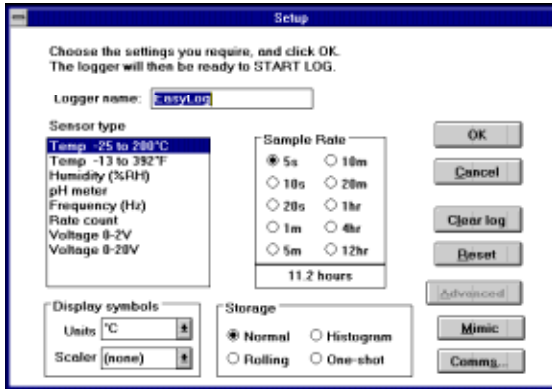 Setup
Choose the settings you require, and click OK.
The logger will then be ready to START LOG.
Logger name: EasyLog
Sensor type
Temp -25 to 200°C
Temp -13 to 392°F
Humidity (%RH)
pH meter
Frequency (Hz)
Rate count
Voltage 0-2V
Voltage 0-20V
Sample Rate
5s 10m
10s 20m
20s 1hr
1m 4hr
5m 12hr
11.2 hours
OK
Cancel
Clear log
Reset
Advanced
Mimic
Comms...
Display symbols
Units °C
Scaler (none)
Storage
Normal Histogram
Rolling One-shot